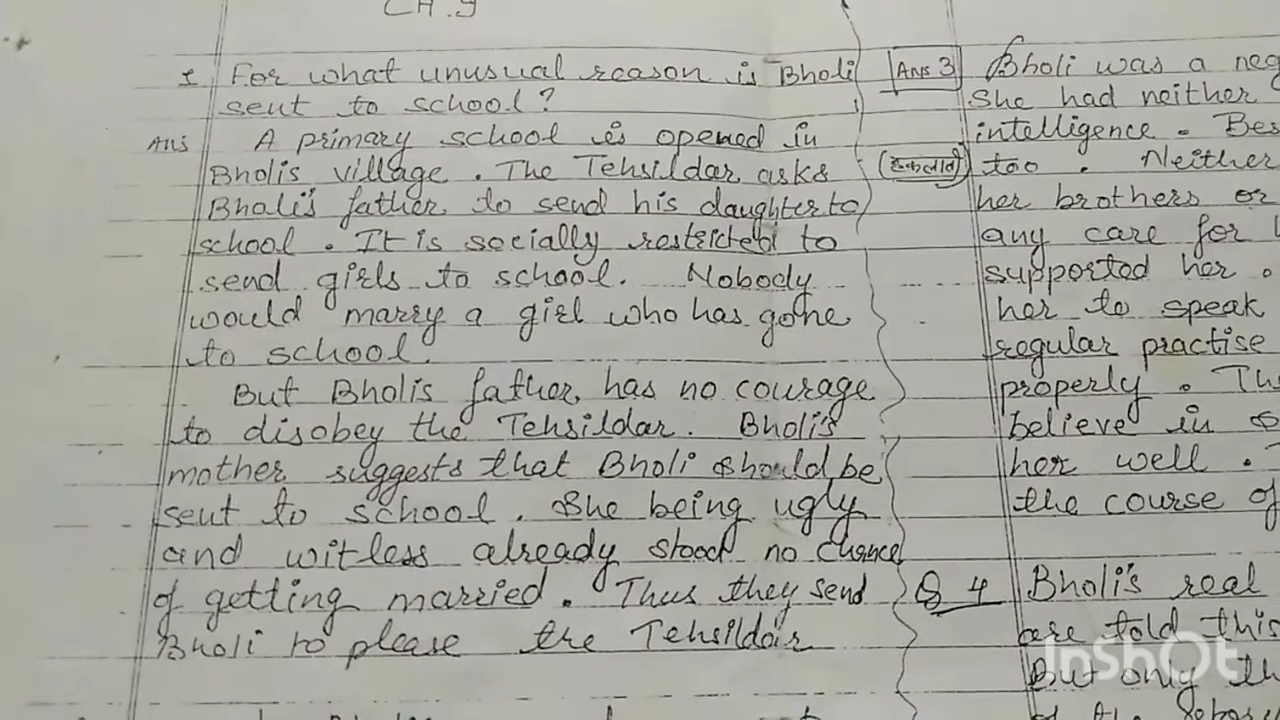 CH.9
1 For what unusual reason is Bholi
sent to school?
Ans A primary school is opened in
Bholis village. The Tehsildar asks
Bholi's father to send his daughter to
school. It is socially restricted to
send girls to school. Nobody
would marry a girl who has gone
to school.
But Bholis father has no courage
to disobey the Tehsildar. Bholi's
mother suggests that Bholi should be
sent to school. She being ugly
and witless already stood no chance
of getting married. Thus they send
Bholi to please the Tehsildar
Ans 3 Bholi was a neg
She had neither
intelligence. Bes
(हकलाना) too. Neither
her brothers or
any care for
supported her.
her to speak
regular practise
properly. Th
believe in
her well.
the course of
Q 4 Bholi's real
are told this
But only th
InShOt